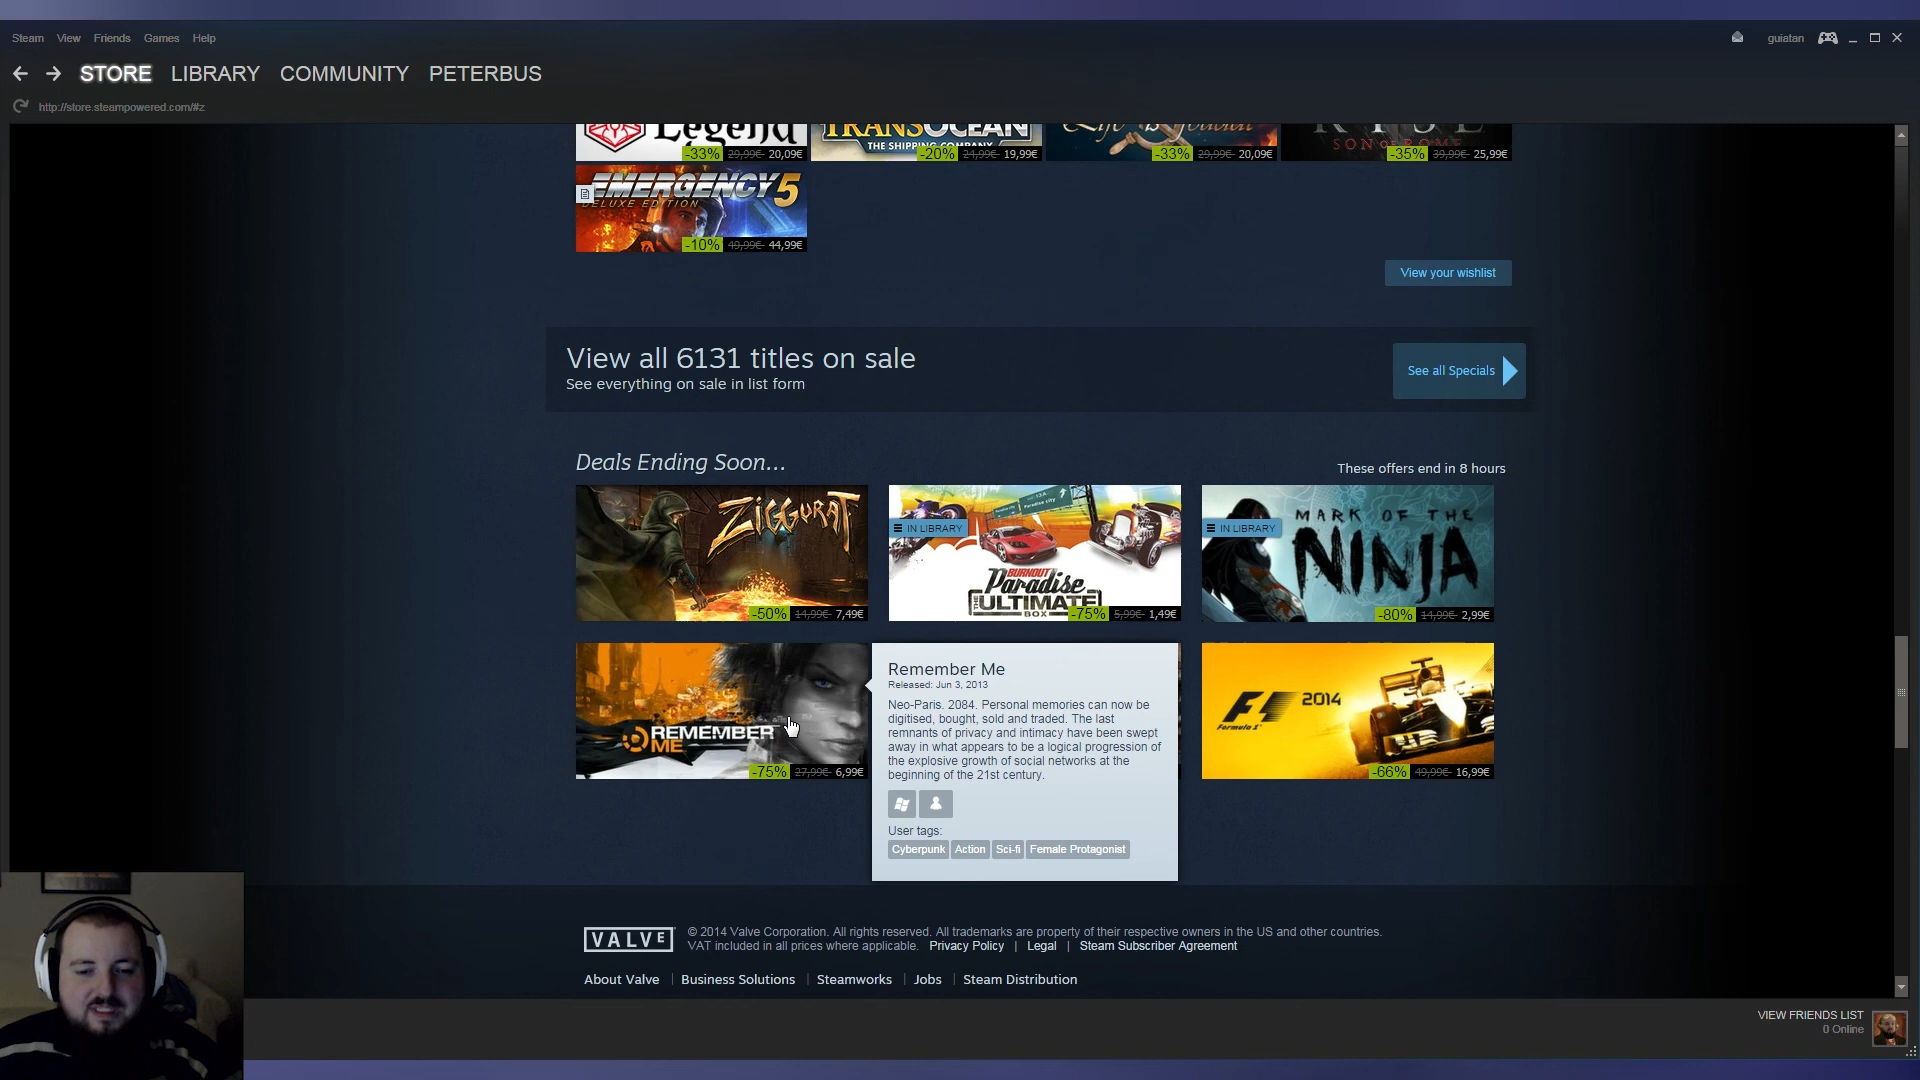 Steam View Friends Games Help
guiatan
STORE LIBRARY COMMUNITY PETERBUS
http://store.steampowered.com/#z
Legend
TRANSOCEAN
THE SHIPPING COMPANY
RYSE
SON OF ROME
-33% 29,99€ 20,09€
-20% 24,99€ 19,99€
-33% 29,99€ 20,09€
-35% 39,99€ 25,99€
EMERGENCY 5
DELUXE EDITION
-10% 49,99€ 44,99€
View your wishlist
View all 6131 titles on sale
See everything on sale in list form
See all Specials
Deals Ending Soon...
These offers end in 8 hours
ZIGGURAT
-50% 14,99€ 7,49€
IN LIBRARY
BURNOUT
Paradise
THE ULTIMATE
BOX
-75% 5,99€ 1,49€
IN LIBRARY
MARK OF THE
NINJA
-80% 14,99€ 2,99€
REMEMBER
ME
-75% 27,99€ 6,99€
Remember Me
Released: Jun 3, 2013
Neo-Paris. 2084. Personal memories can now be
digitised, bought, sold and traded. The last
remnants of privacy and intimacy have been swept
away in what appears to be a logical progression of
the explosive growth of social networks at the
beginning of the 21st century.
User tags:
Cyberpunk Action Sci-fi Female Protagonist
F1 2014
Formula 1
-66% 49,99€ 16,99€
VALVE
© 2014 Valve Corporation. All rights reserved. All trademarks are property of their respective owners in the US and other countries.
VAT included in all prices where applicable. Privacy Policy | Legal | Steam Subscriber Agreement
About Valve | Business Solutions | Steamworks | Jobs | Steam Distribution
VIEW FRIENDS LIST
0 Online